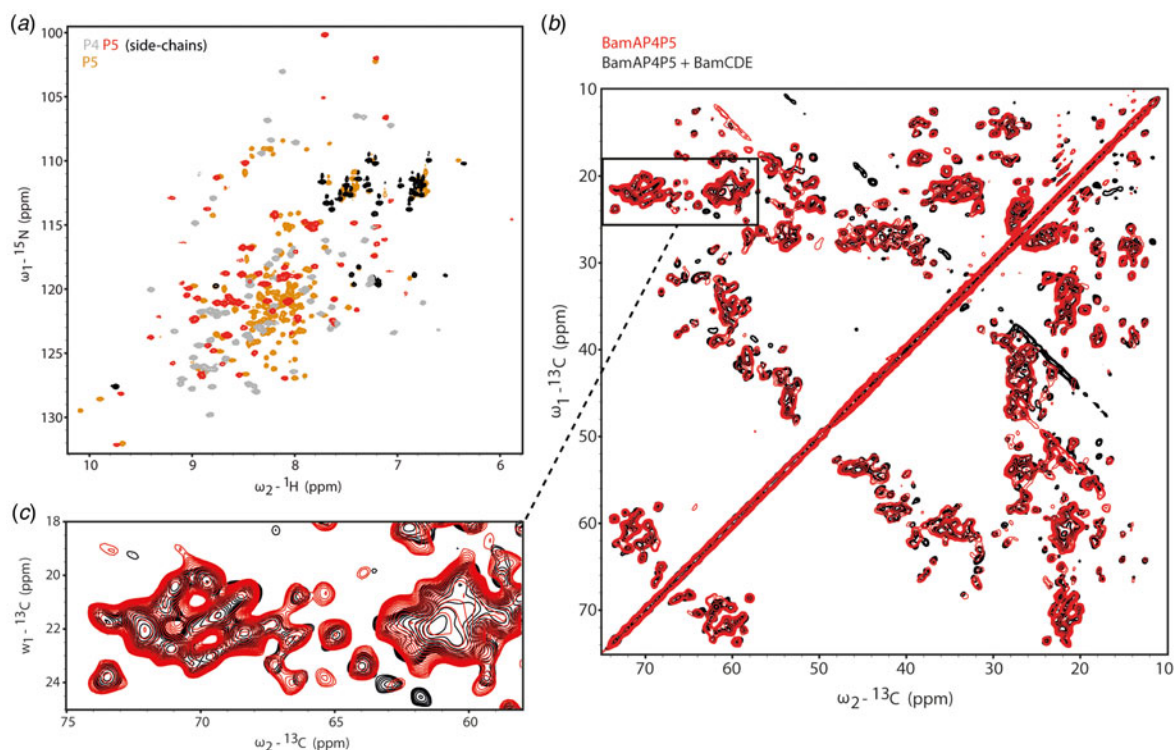 (a)
P4 P5 (side-chains)
P5
100
105
110
115
120
125
130
ω1 - 15N (ppm)
10
9
8
7
6
ω2 - 1H (ppm)
(b)
BamAP4P5
BamAP4P5 + BamCDE
10
20
30
40
50
60
70
ω1 - 13C (ppm)
70
60
50
40
30
20
10
ω2 - 13C (ppm)
(c)
18
20
22
24
w1 - 13C (ppm)
75
70
65
60
ω2 - 13C (ppm)